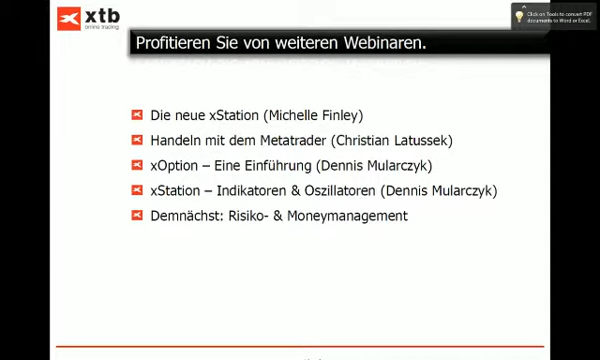 xtb
online trading
Click on Tools to convert PDF
documents to Word or Excel.
Profitieren Sie von weiteren Webinaren.
Die neue xStation (Michelle Finley)
Handeln mit dem Metatrader (Christian Latussek)
xOption – Eine Einführung (Dennis Mularczyk)
xStation – Indikatoren & Oszillatoren (Dennis Mularczyk)
Demnächst: Risiko- & Moneymanagement